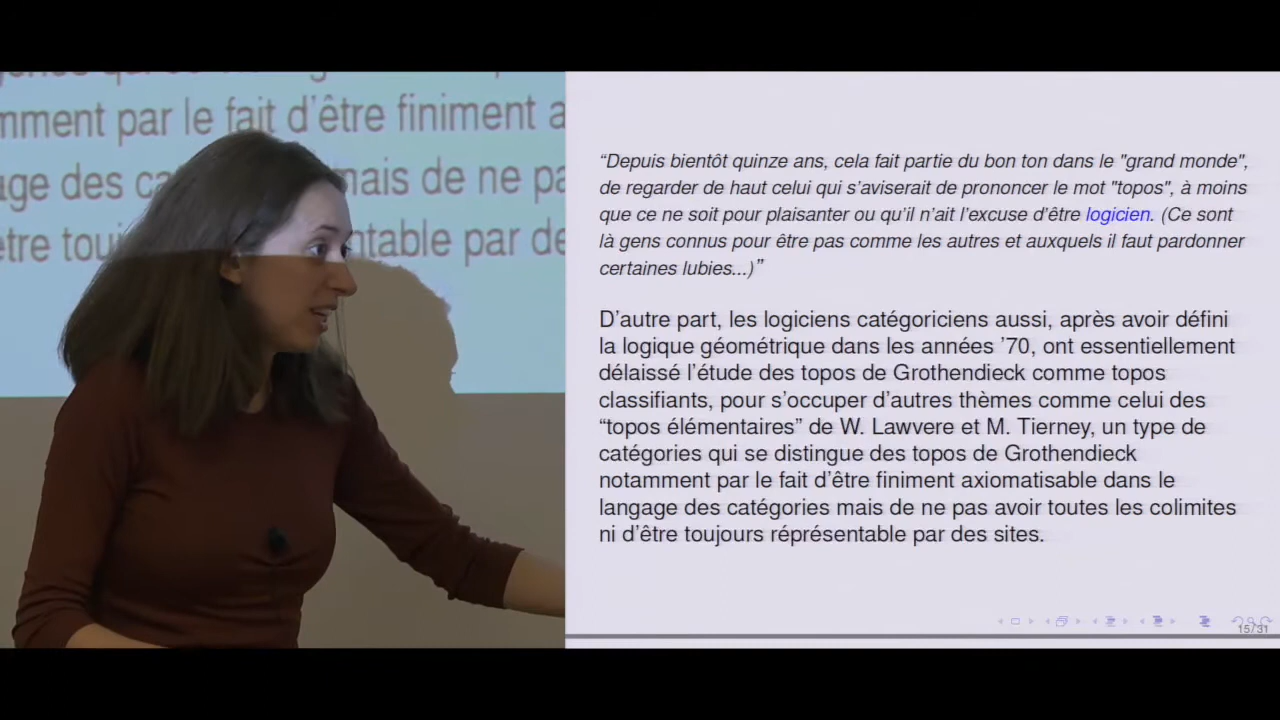 mment par le fait d'être finiment a
age des ca mais de ne pa
être touj ntable par de
“Depuis bientôt quinze ans, cela fait partie du bon ton dans le "grand monde",
de regarder de haut celui qui s'aviserait de prononcer le mot "topos", à moins
que ce ne soit pour plaisanter ou qu'il n'ait l'excuse d'être logicien. (Ce sont
là gens connus pour être pas comme les autres et auxquels il faut pardonner
certaines lubies...)”
D'autre part, les logiciens catégoriciens aussi, après avoir défini
la logique géométrique dans les années '70, ont essentiellement
délaissé l'étude des topos de Grothendieck comme topos
classifiants, pour s'occuper d'autres thèmes comme celui des
“topos élémentaires” de W. Lawvere et M. Tierney, un type de
catégories qui se distingue des topos de Grothendieck
notamment par le fait d'être finiment axiomatisable dans le
langage des catégories mais de ne pas avoir toutes les colimites
ni d'être toujours réprésentable par des sites.
15/31